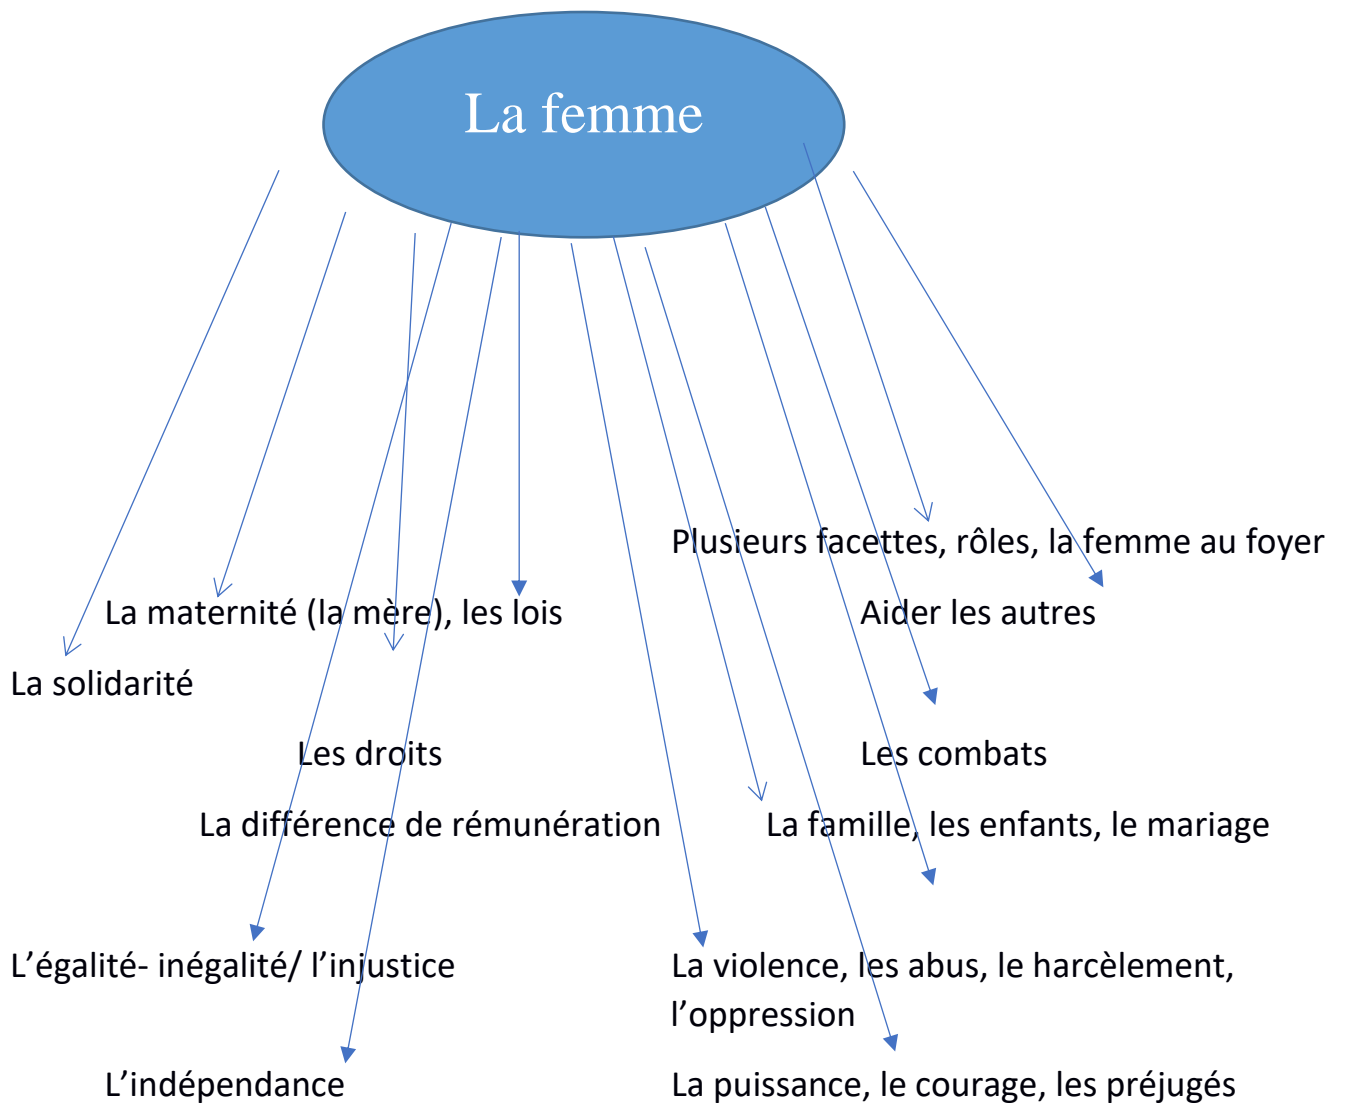 La femme
Plusieurs facettes, rôles, la femme au foyer
La maternité (la mère), les lois
Aider les autres
La solidarité
Les droits
Les combats
La différence de rémunération
La famille, les enfants, le mariage
L’égalité- inégalité/ l’injustice
La violence, les abus, le harcèlement,
l’oppression
L’indépendance
La puissance, le courage, les préjugés